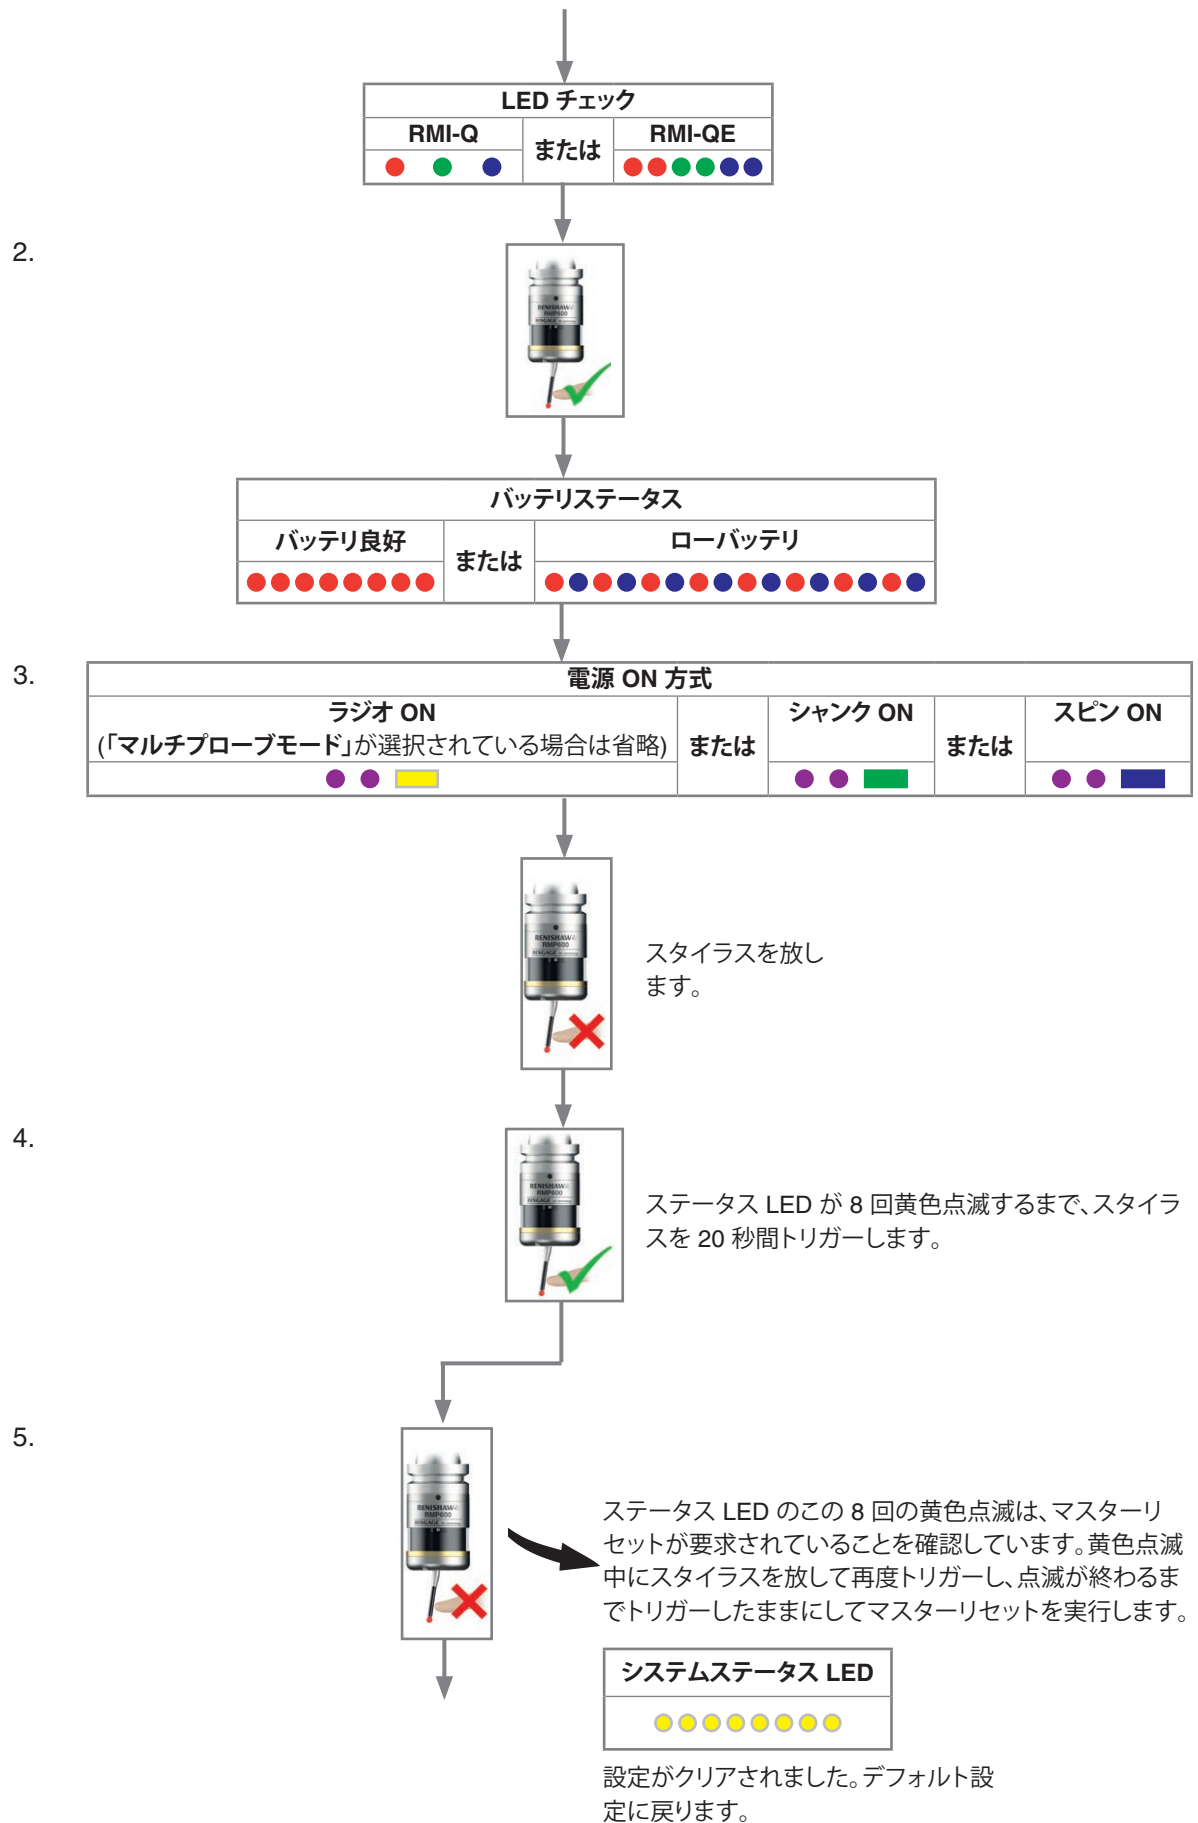 LED チェック
RMI-Q
または
RMI-QE
2.
RENISHAW
RMP600
RENGAGE
バッテリステータス
バッテリ良好
または
ローバッテリ
3.
電源 ON 方式
ラジオ ON
(「マルチプローブモード」が選択されている場合は省略)
または
シャンク ON
または
スピン ON
RENISHAW
RMP600
RENGAGE
スタイラスを放し
ます。
4.
RENISHAW
RMP600
RENGAGE
ステータス LED が 8 回黄色点滅するまで、スタイラ
スを 20 秒間トリガーします。
5.
RENISHAW
RMP600
RENGAGE
ステータス LED のこの 8 回の黄色点滅は、マスターリ
セットが要求されていることを確認しています。黄色点滅
中にスタイラスを放して再度トリガーし、点滅が終わるま
でトリガーしたままにしてマスターリセットを実行します。
システムステータス LED
設定がクリアされました。デフォルト設
定に戻ります。